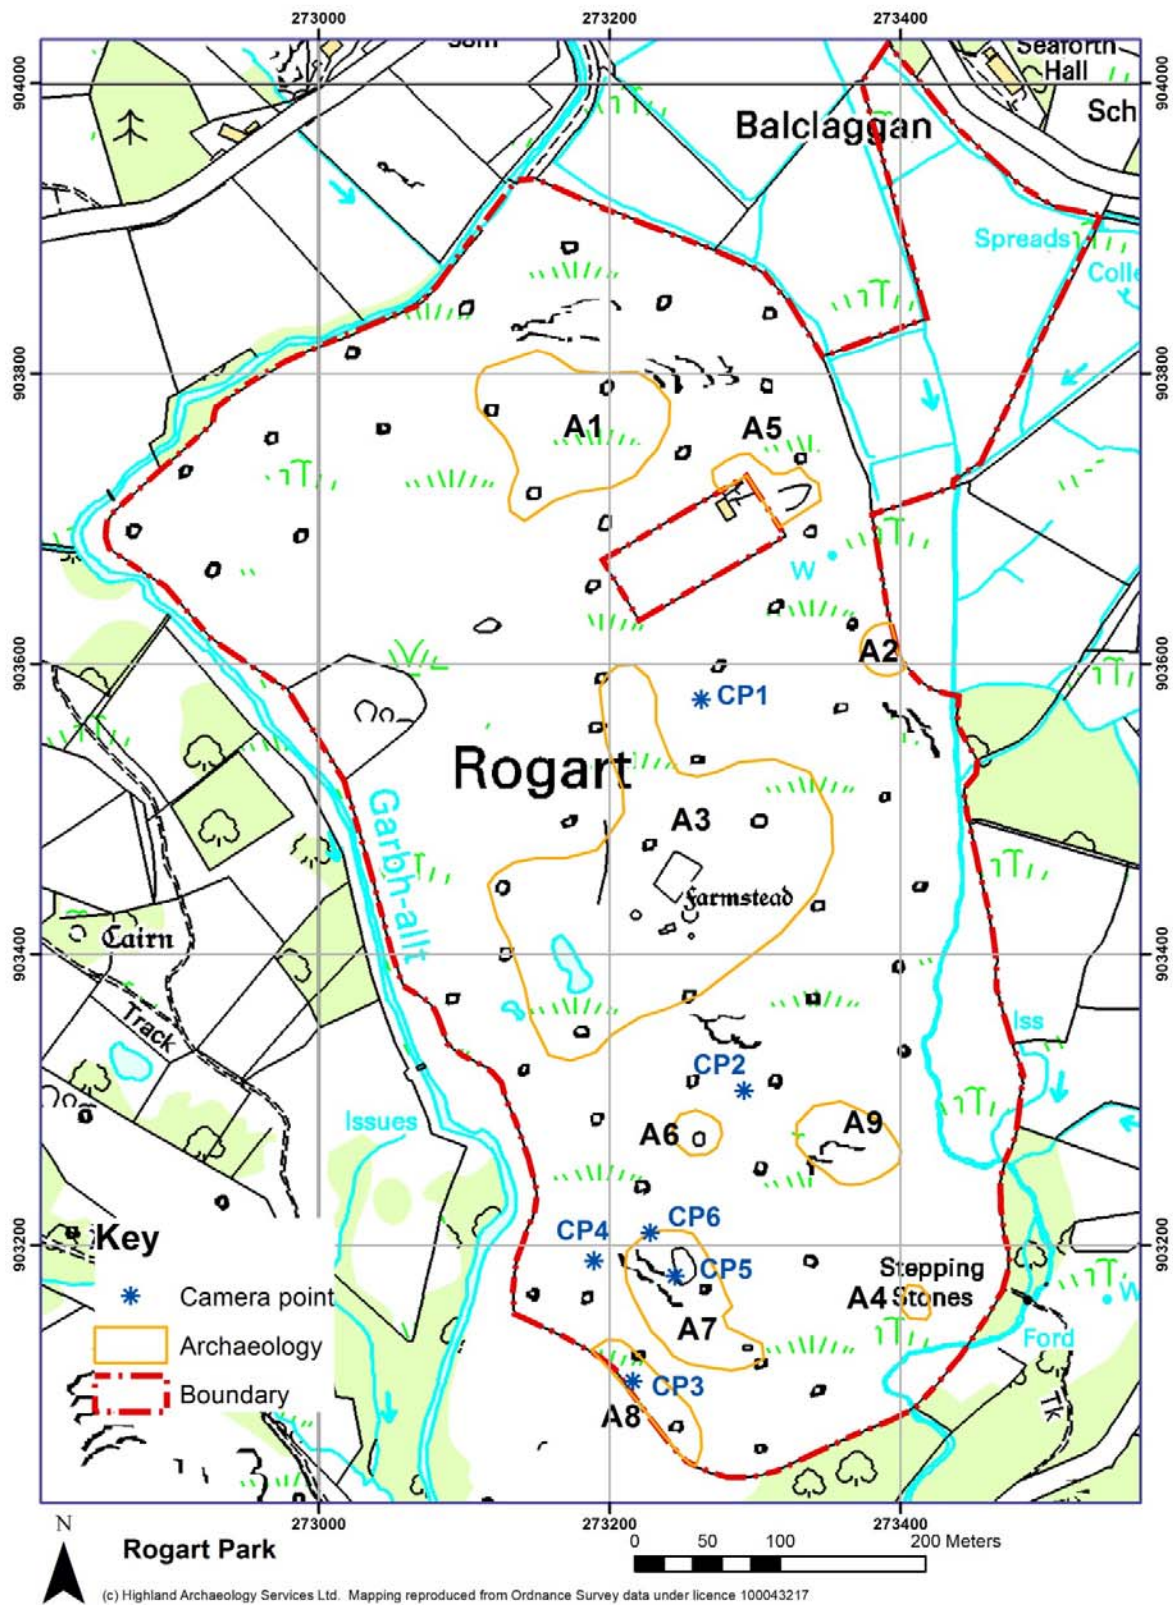 273000 273200 273400
Seaforth
Hall
904000 904000
Sch
Balclaggan
Spreads
Colle
903800 903800
A1 A5
W
903600 903600
A2
CP1
Rogart
Garbh-allt
A3
Farmstead
Cairn
903400 903400
Track
Iss
CP2
Issues
A6 A9
CP4 CP6
903200 903200
Key
CP5
Stepping
A4 Stones
W
Camera point
A7
Ford
Archaeology
CP3
Boundary
A8
Tk
273000 273200 273400
N
Rogart Park
0 50 100 200 Meters
(c) Highland Archaeology Services Ltd. Mapping reproduced from Ordnance Survey data under licence 100043217